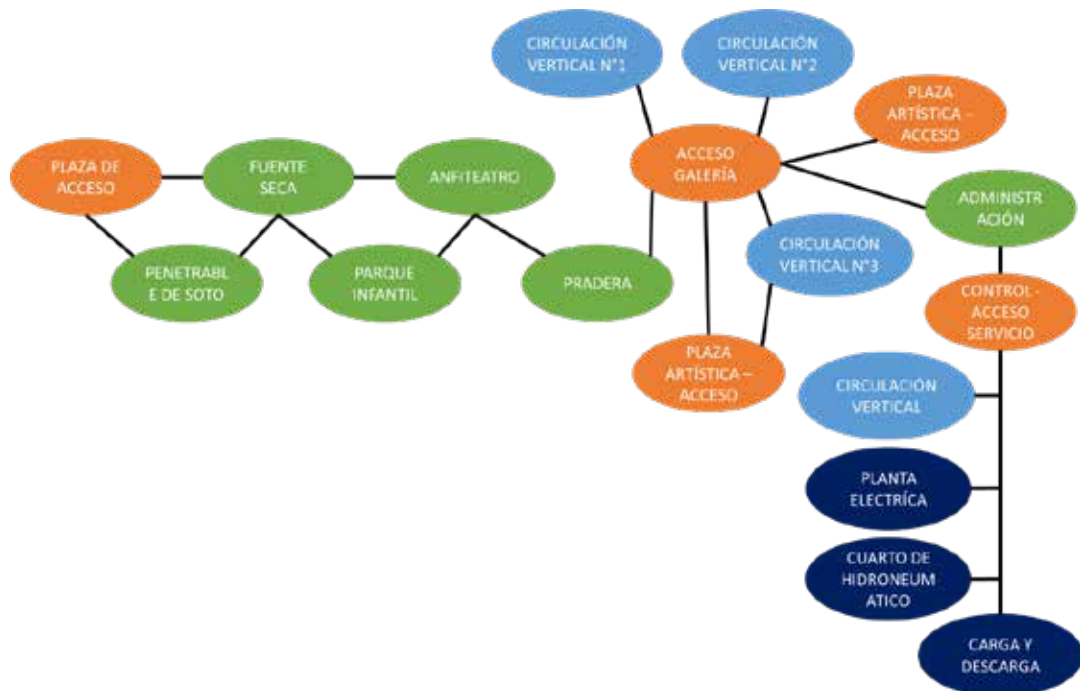 CIRCULACIÓN
VERTICAL N°1
CIRCULACIÓN
VERTICAL N°2
PLAZA
ARTÍSTICA –
ACCESO
PLAZA DE
ACCESO
FUENTE
SECA
ANFITEATRO
ACCESO
GALERÍA
ADMINISTR
ACIÓN
PENETRABL
E DE SOTO
PARQUE
INFANTIL
PRADERA
CIRCULACIÓN
VERTICAL N°3
CONTROL -
ACCESO
SERVICIO
PLAZA
ARTÍSTICA –
ACCESO
CIRCULACIÓN
VERTICAL
PLANTA
ELECTRÍCA
CUARTO DE
HIDRONEUM
ATICO
CARGA Y
DESCARGA